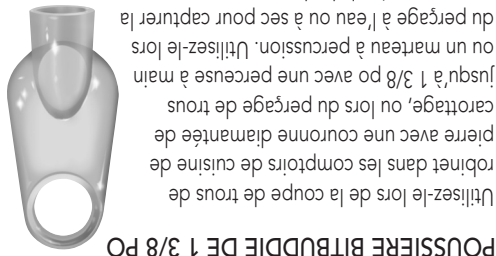 POUSSIÈRE BITBUDDIE DE 1 3/8 PO
Utilisez-le lors de la coupe de trous de
robinet dans les comptoirs de cuisine de
pierre avec une couronne diamantée de
carottage, ou lors du perçage de trous
jusqu'à 1 3/8 po avec une perceuse à main
ou un marteau à percussion. Utilisez-le lors
du perçage à l'eau ou à sec pour capturer la